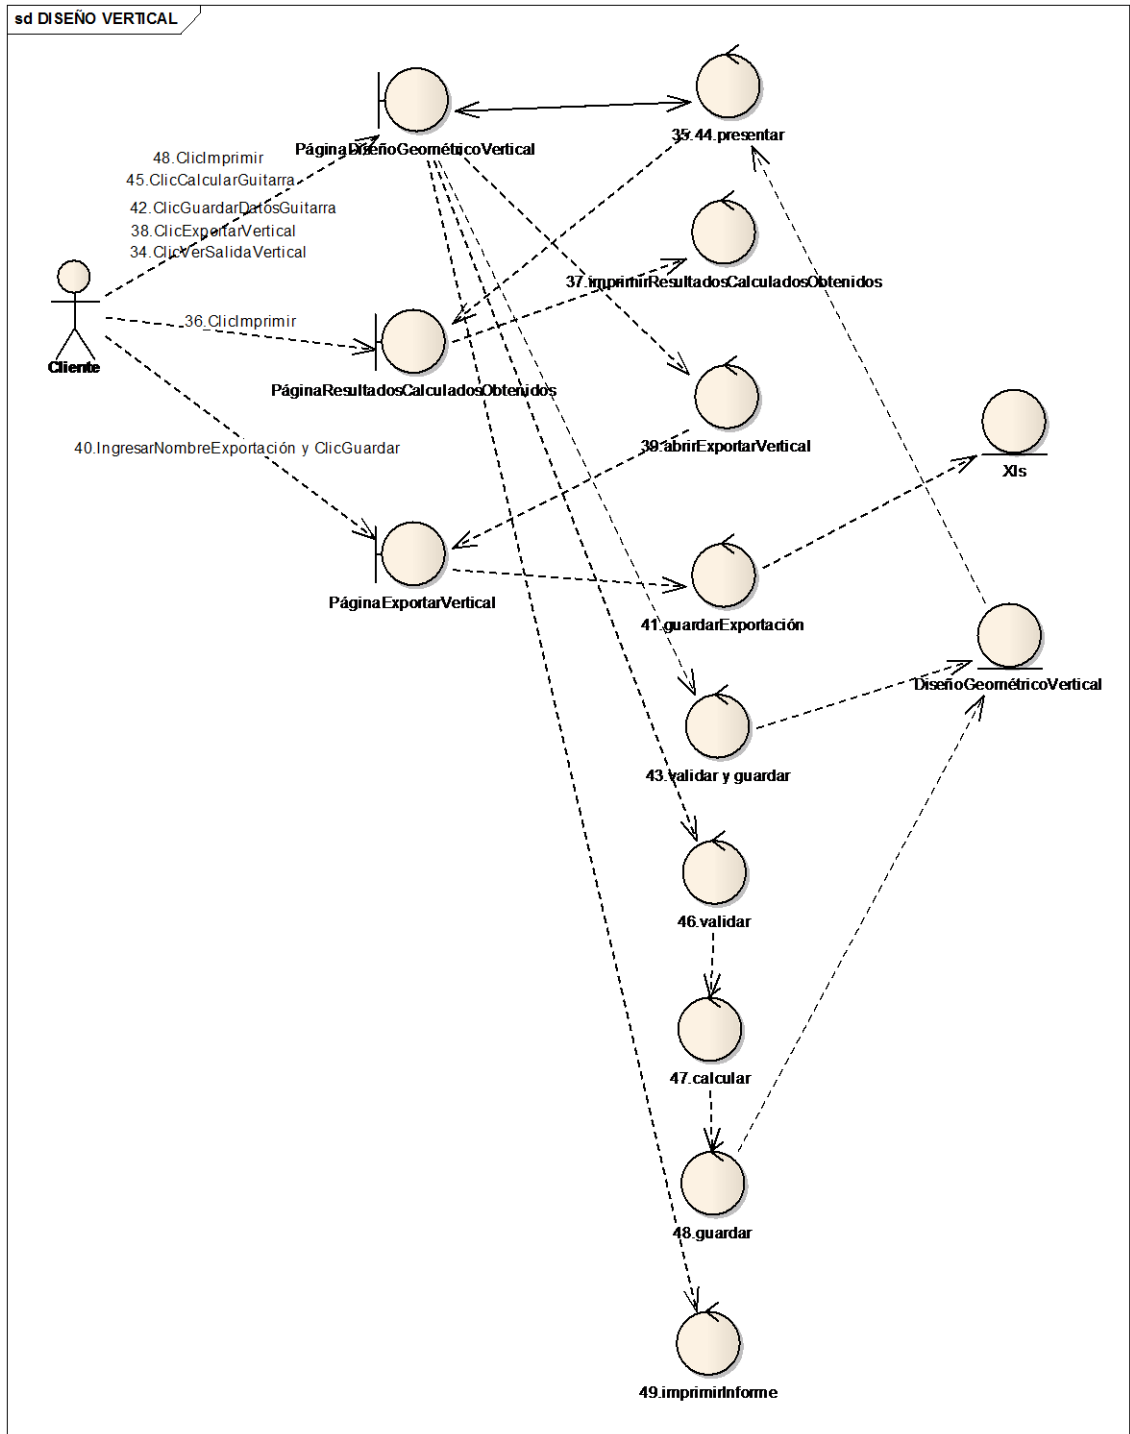 sd DISEÑO VERTICAL
35.44.presentar
PáginaDiseñoGeométricoVertical
48.ClicImprimir
45.ClicCalcularGuitarra
42.ClicGuardarDatosGuitarra
38.ClicExportarVertical
34.ClicVerSalidaVertical
37.imprimirResultadosCalculadosObtenidos
36.ClicImprimir
Cliente
PáginaResultadosCalculadosObtenidos
40.IngresarNombreExportación y ClicGuardar
39.abrirExportarVertical
Xls
PáginaExportarVertical
41.guardarExportación
DiseñoGeométricoVertical
43.validar y guardar
46.validar
47.calcular
48.guardar
49.imprimirInforme